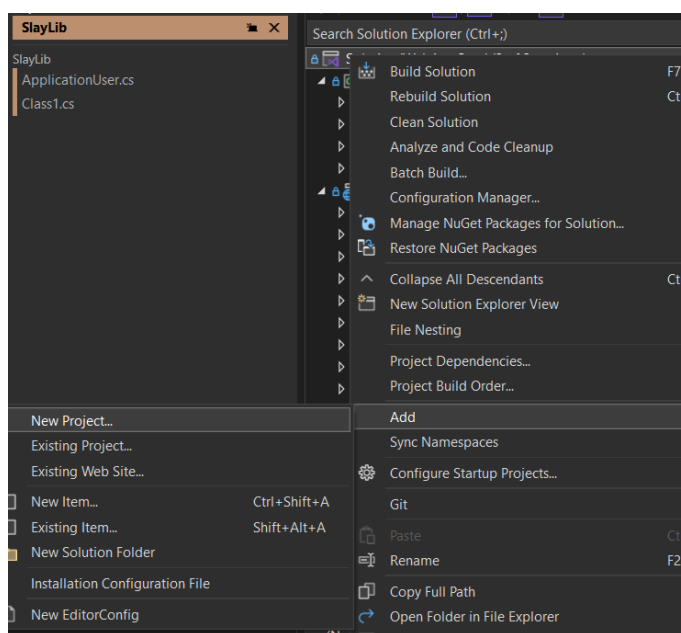 SlayLib
SlayLib
ApplicationUser.cs
Class1.cs
Search Solution Explorer (Ctrl+;)
Build Solution F7
Rebuild Solution Ct
Clean Solution
Analyze and Code Cleanup
Batch Build...
Configuration Manager...
Manage NuGet Packages for Solution...
Restore NuGet Packages
Collapse All Descendants Ct
New Solution Explorer View
File Nesting
Project Dependencies...
Project Build Order...
Add
Sync Namespaces
Configure Startup Projects...
Git
Paste Ct
Rename F2
Copy Full Path
Open Folder in File Explorer
New Project...
Existing Project...
Existing Web Site...
New Item... Ctrl+Shift+A
Existing Item... Shift+Alt+A
New Solution Folder
Installation Configuration File
New EditorConfig